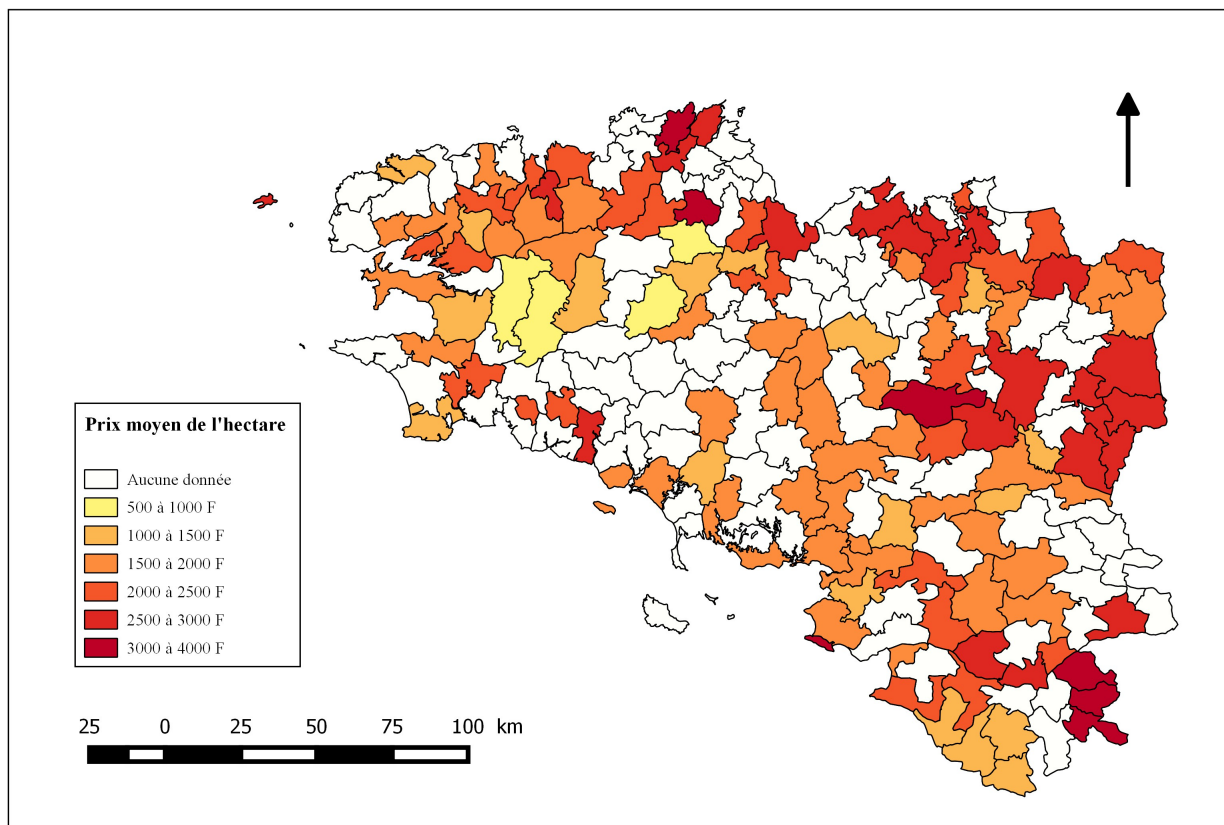 Prix moyen de l'hectare
Aucune donnée
500 à 1000 F
1000 à 1500 F
1500 à 2000 F
2000 à 2500 F
2500 à 3000 F
3000 à 4000 F
25 0 25 50 75 100 km